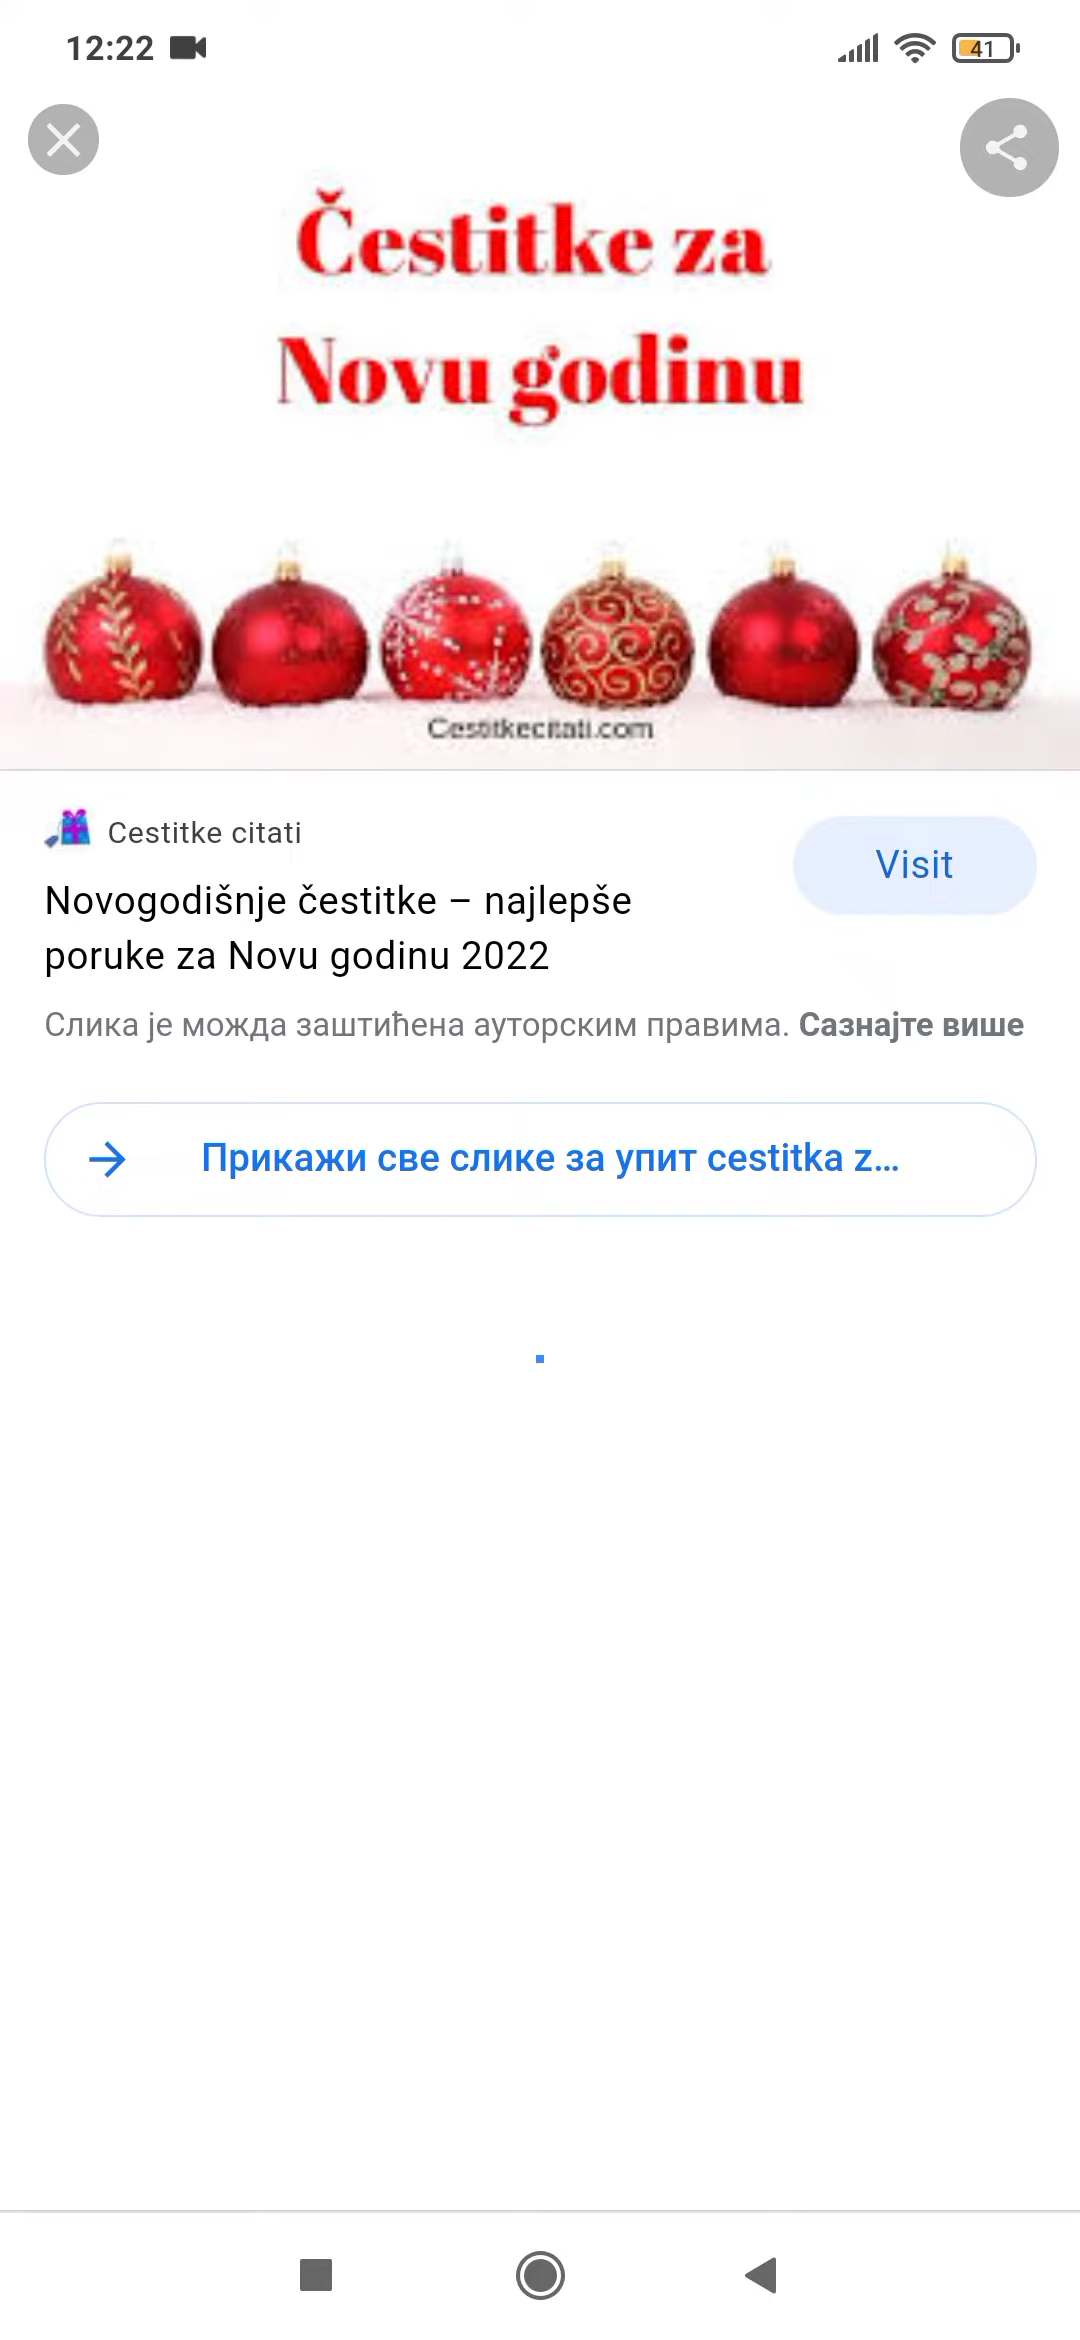 12:22
41
Čestitke za
Novu godinu
Cestitkecitati.com
Cestitke citati
Visit
Novogodišnje čestitke – najlepše
poruke za Novu godinu 2022
Слика је можда заштићена ауторским правима. Сазнајте више
Прикажи све слике за упит cestitka z...